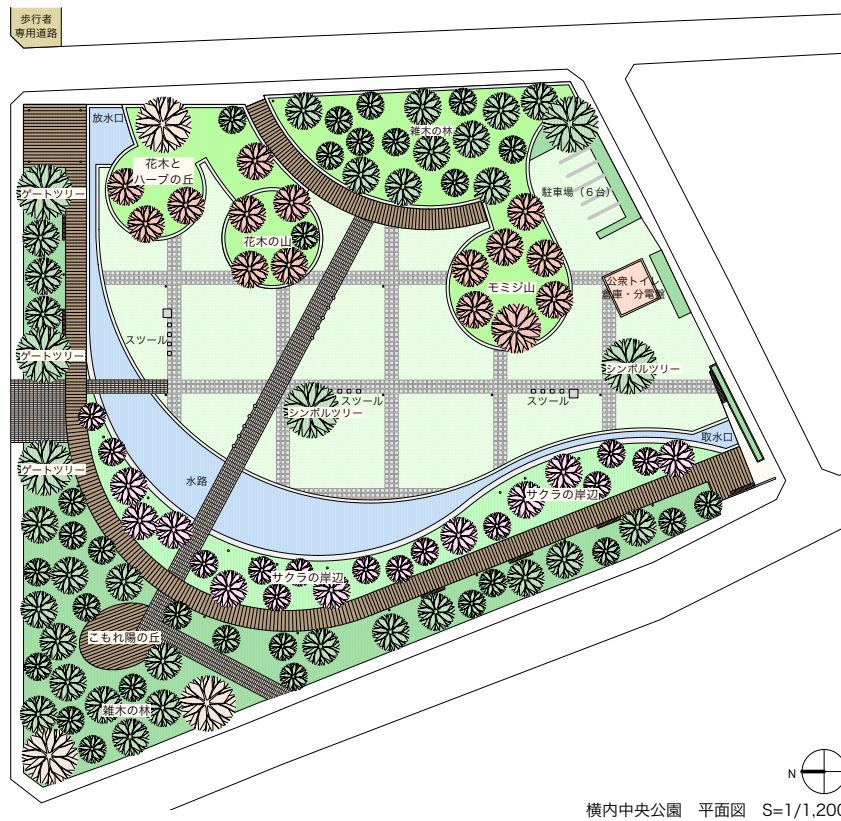 歩行者
専用道路
放水口
花木と
ハーブの丘
雑木の林
駐車場（６台）
ゲートツリー
花木の山
モミジ山
公衆トイレ
倉庫・分電盤
スツール
ゲートツリー
シンボルツリー
シンボルツリー
スツール
スツール
取水口
ゲートツリー
水路
サクラの岸辺
サクラの岸辺
こもれ陽の丘
雑木の林
N
横内中央公園　平面図　S=1/1,200